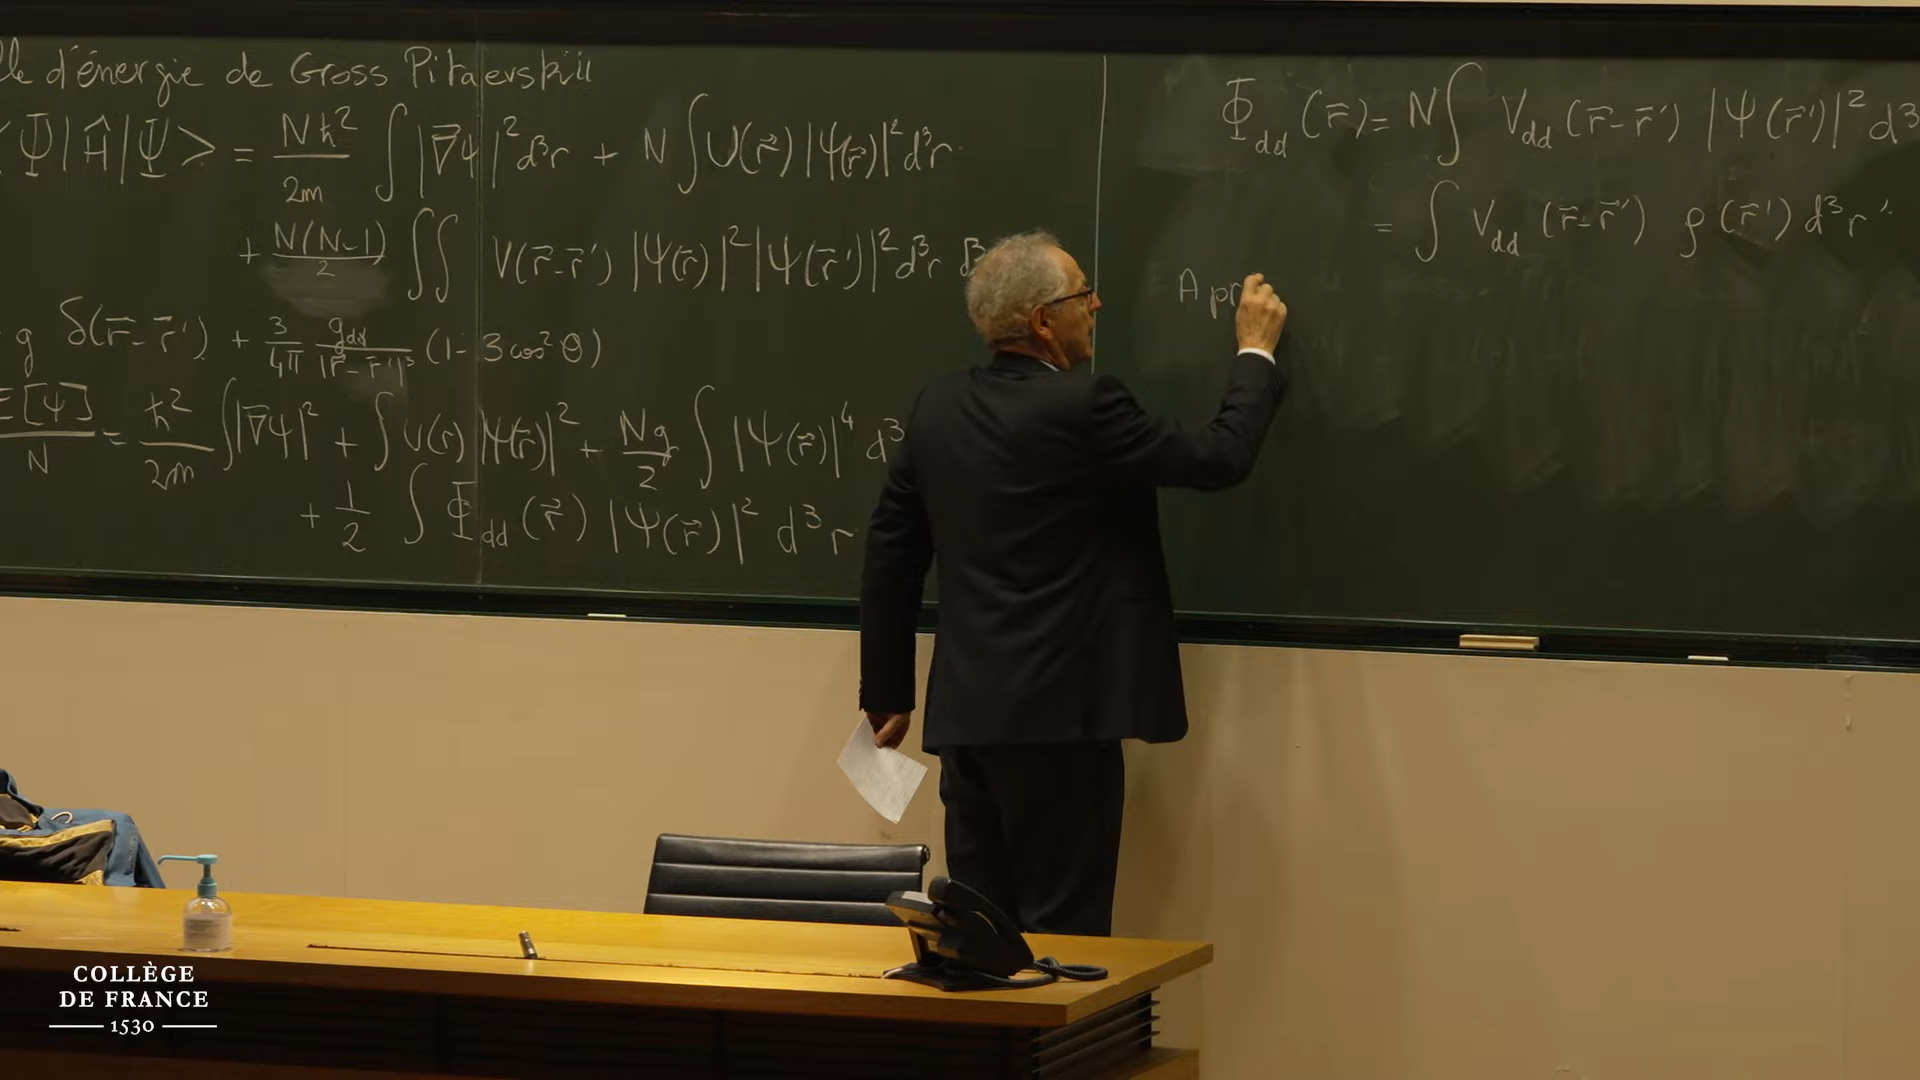 lle d'énergie de Gross Pitaevskii
⟨Ψ|Ĥ|Ψ⟩ = Nħ²/2m ∫|∇⃗ψ|² d³r + N ∫U(r⃗)|ψ(r⃗)|² d³r
+ N(N-1)/2 ∬ V(r⃗-r⃗′) |ψ(r⃗)|² |ψ(r⃗′)|² d³r
g δ(r⃗-r⃗′) + 3/4π g_dd/|r⃗-r⃗′|³ (1-3cos²θ)
E[ψ]/N = ħ²/2m ∫|∇⃗ψ|² + ∫U(r)|ψ(r⃗)|² + Ng/2 ∫|ψ(r⃗)|⁴ d³
+ 1/2 ∫ Φ_dd(r⃗) |ψ(r⃗)|² d³r
Φ_dd(r⃗) = N∫ V_dd(r⃗-r⃗′) |ψ(r⃗′)|² d³
= ∫ V_dd(r⃗-r⃗′) ρ(r⃗′) d³r′
Apr
COLLÈGE
DE FRANCE
1530